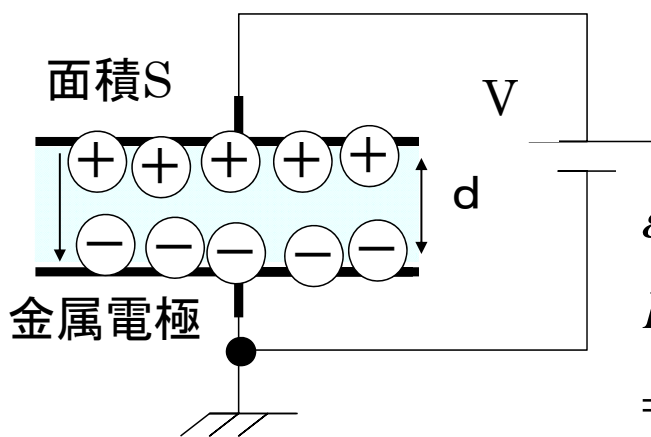 面積S
V
+ + + + +
d
− − − − −
金属電極
ε
=